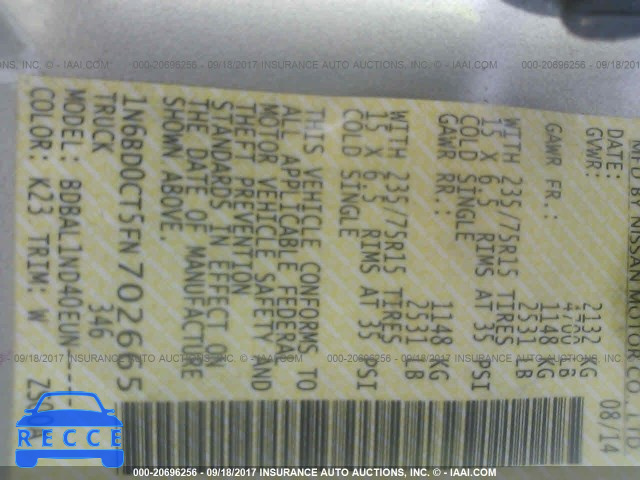 MFD BY NISSAN MOTOR CO., LTD.
DATE: 08/14
GVWR: 2132 KG
4700 LB
GAWR FR.: 1148 KG
2531 LB
WITH 235/75R15 TIRES
15 X 6.5 RIMS AT 35 PSI
COLD SINGLE
GAWR RR.: 1148 KG
2531 LB
WITH 235/75R15 TIRES
15 X 6.5 RIMS AT 35 PSI
COLD SINGLE
THIS VEHICLE CONFORMS TO
ALL APPLICABLE FEDERAL
MOTOR VEHICLE SAFETY AND
THEFT PREVENTION
STANDARDS IN EFFECT ON
THE DATE OF MANUFACTURE
SHOWN ABOVE.
1N6BD0CT5FN702665
TRUCK 346
MODEL: BDBAL1ND40EUN----
COLOR: K23 TRIM: W
000-20696256 - 09/18/2017 INSURANCE AUTO AUCTIONS, INC. - © - IAAI.COM
RECCE